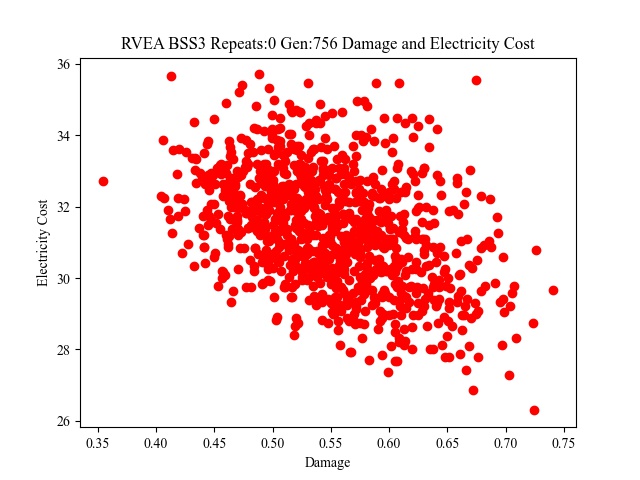 RVEA BSS3 Repeats:0 Gen:756 Damage and Electricity Cost
36
34
32
30
28
26
Electricity Cost
0.35 0.40 0.45 0.50 0.55 0.60 0.65 0.70 0.75
Damage